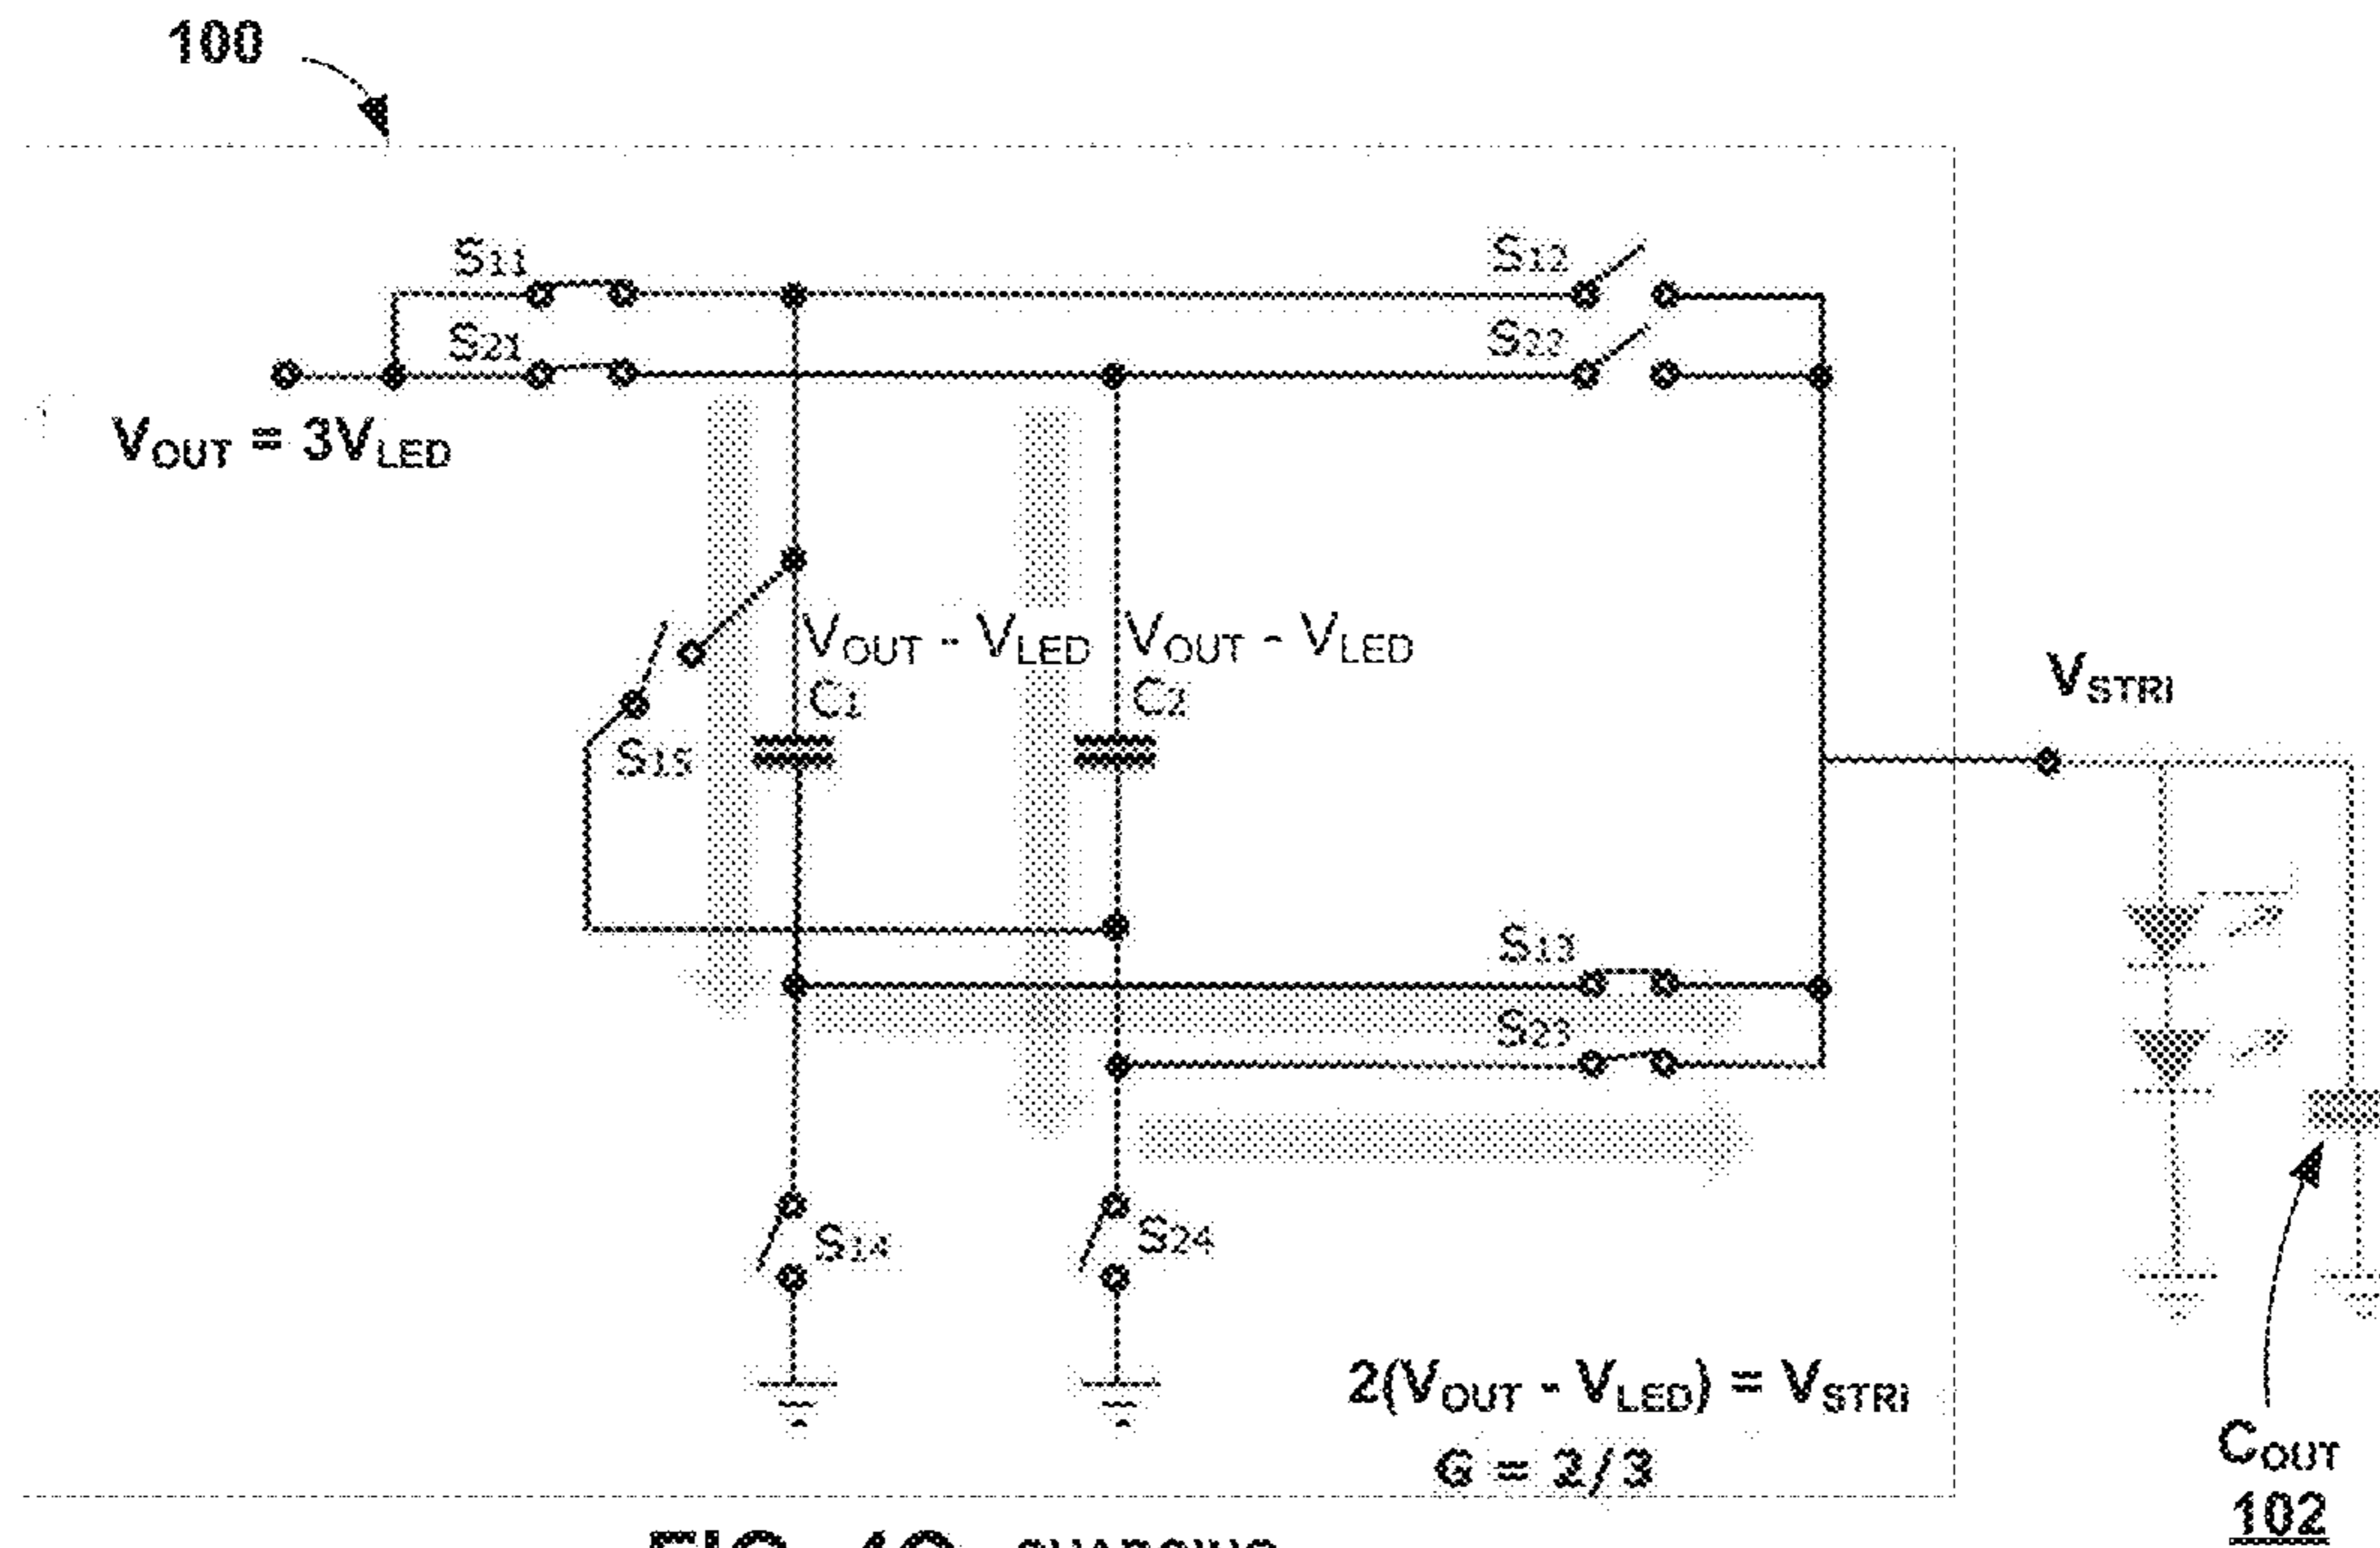 100
S11
S12
S21
S22
VOUT = 3VLED
VOUT - VLED
VOUT - VLED
C1
C2
S15
VSTRI
S13
S23
S14
S24
2(VOUT - VLED) = VSTRI
G = 2/3
COUT
102